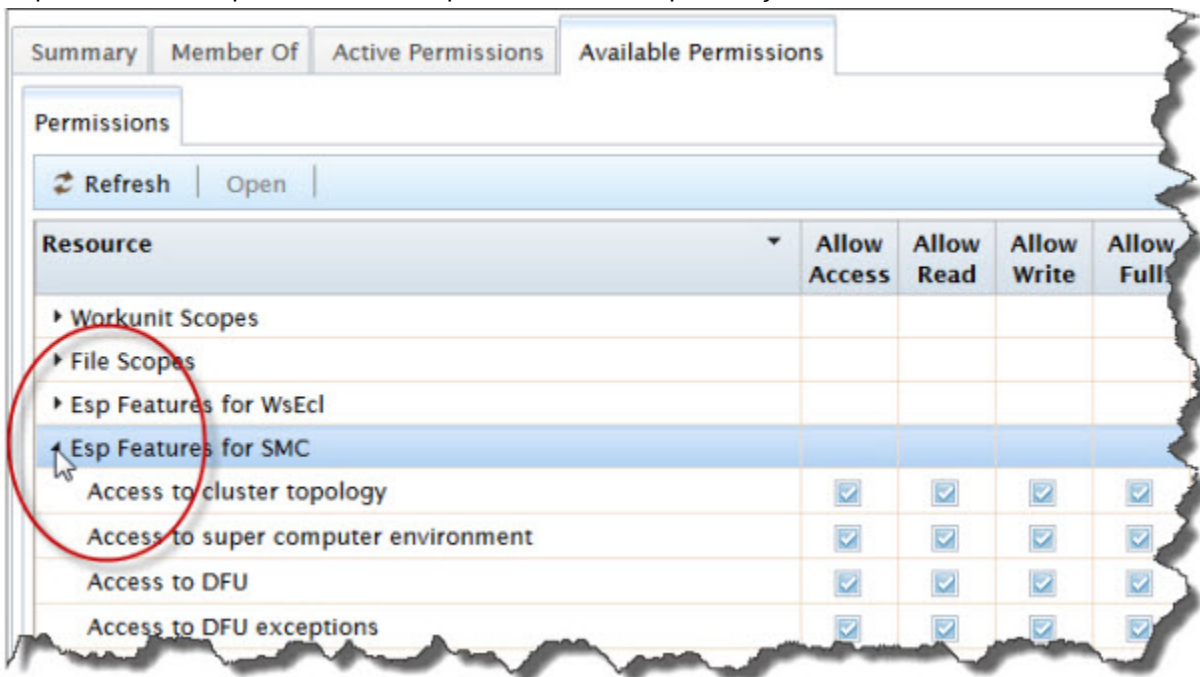 Summary Member Of Active Permissions Available Permissions
Permissions
Refresh Open
Resource Allow Access Allow Read Allow Write Allow Full
Workunit Scopes
File Scopes
Esp Features for WsEcl
Esp Features for SMC
Access to cluster topology
Access to super computer environment
Access to DFU
Access to DFU exceptions